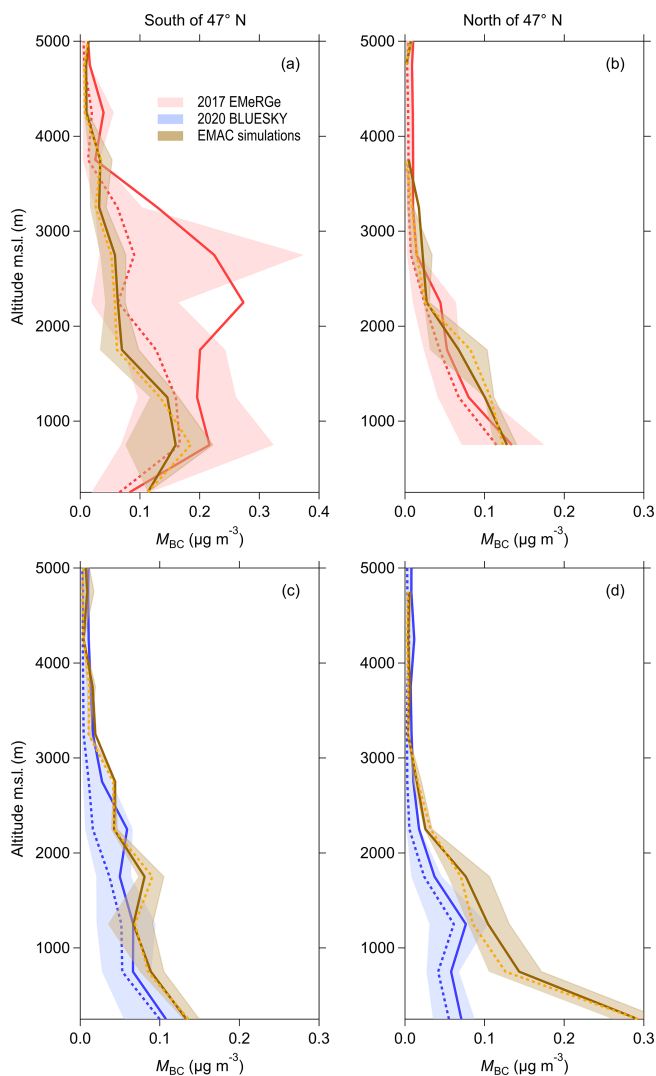 South of 47° N
North of 47° N
5000
4000
3000
2000
1000
Altitude m.s.l. (m)
(a)
2017 EMeRGe
2020 BLUESKY
EMAC simulations
0.0
0.1
0.2
0.3
0.4
M_BC (µg m⁻³)
5000
4000
3000
2000
1000
(b)
0.0
0.1
0.2
0.3
M_BC (µg m⁻³)
5000
4000
3000
2000
1000
Altitude m.s.l. (m)
(c)
0.0
0.1
0.2
0.3
M_BC (µg m⁻³)
5000
4000
3000
2000
1000
(d)
0.0
0.1
0.2
0.3
M_BC (µg m⁻³)